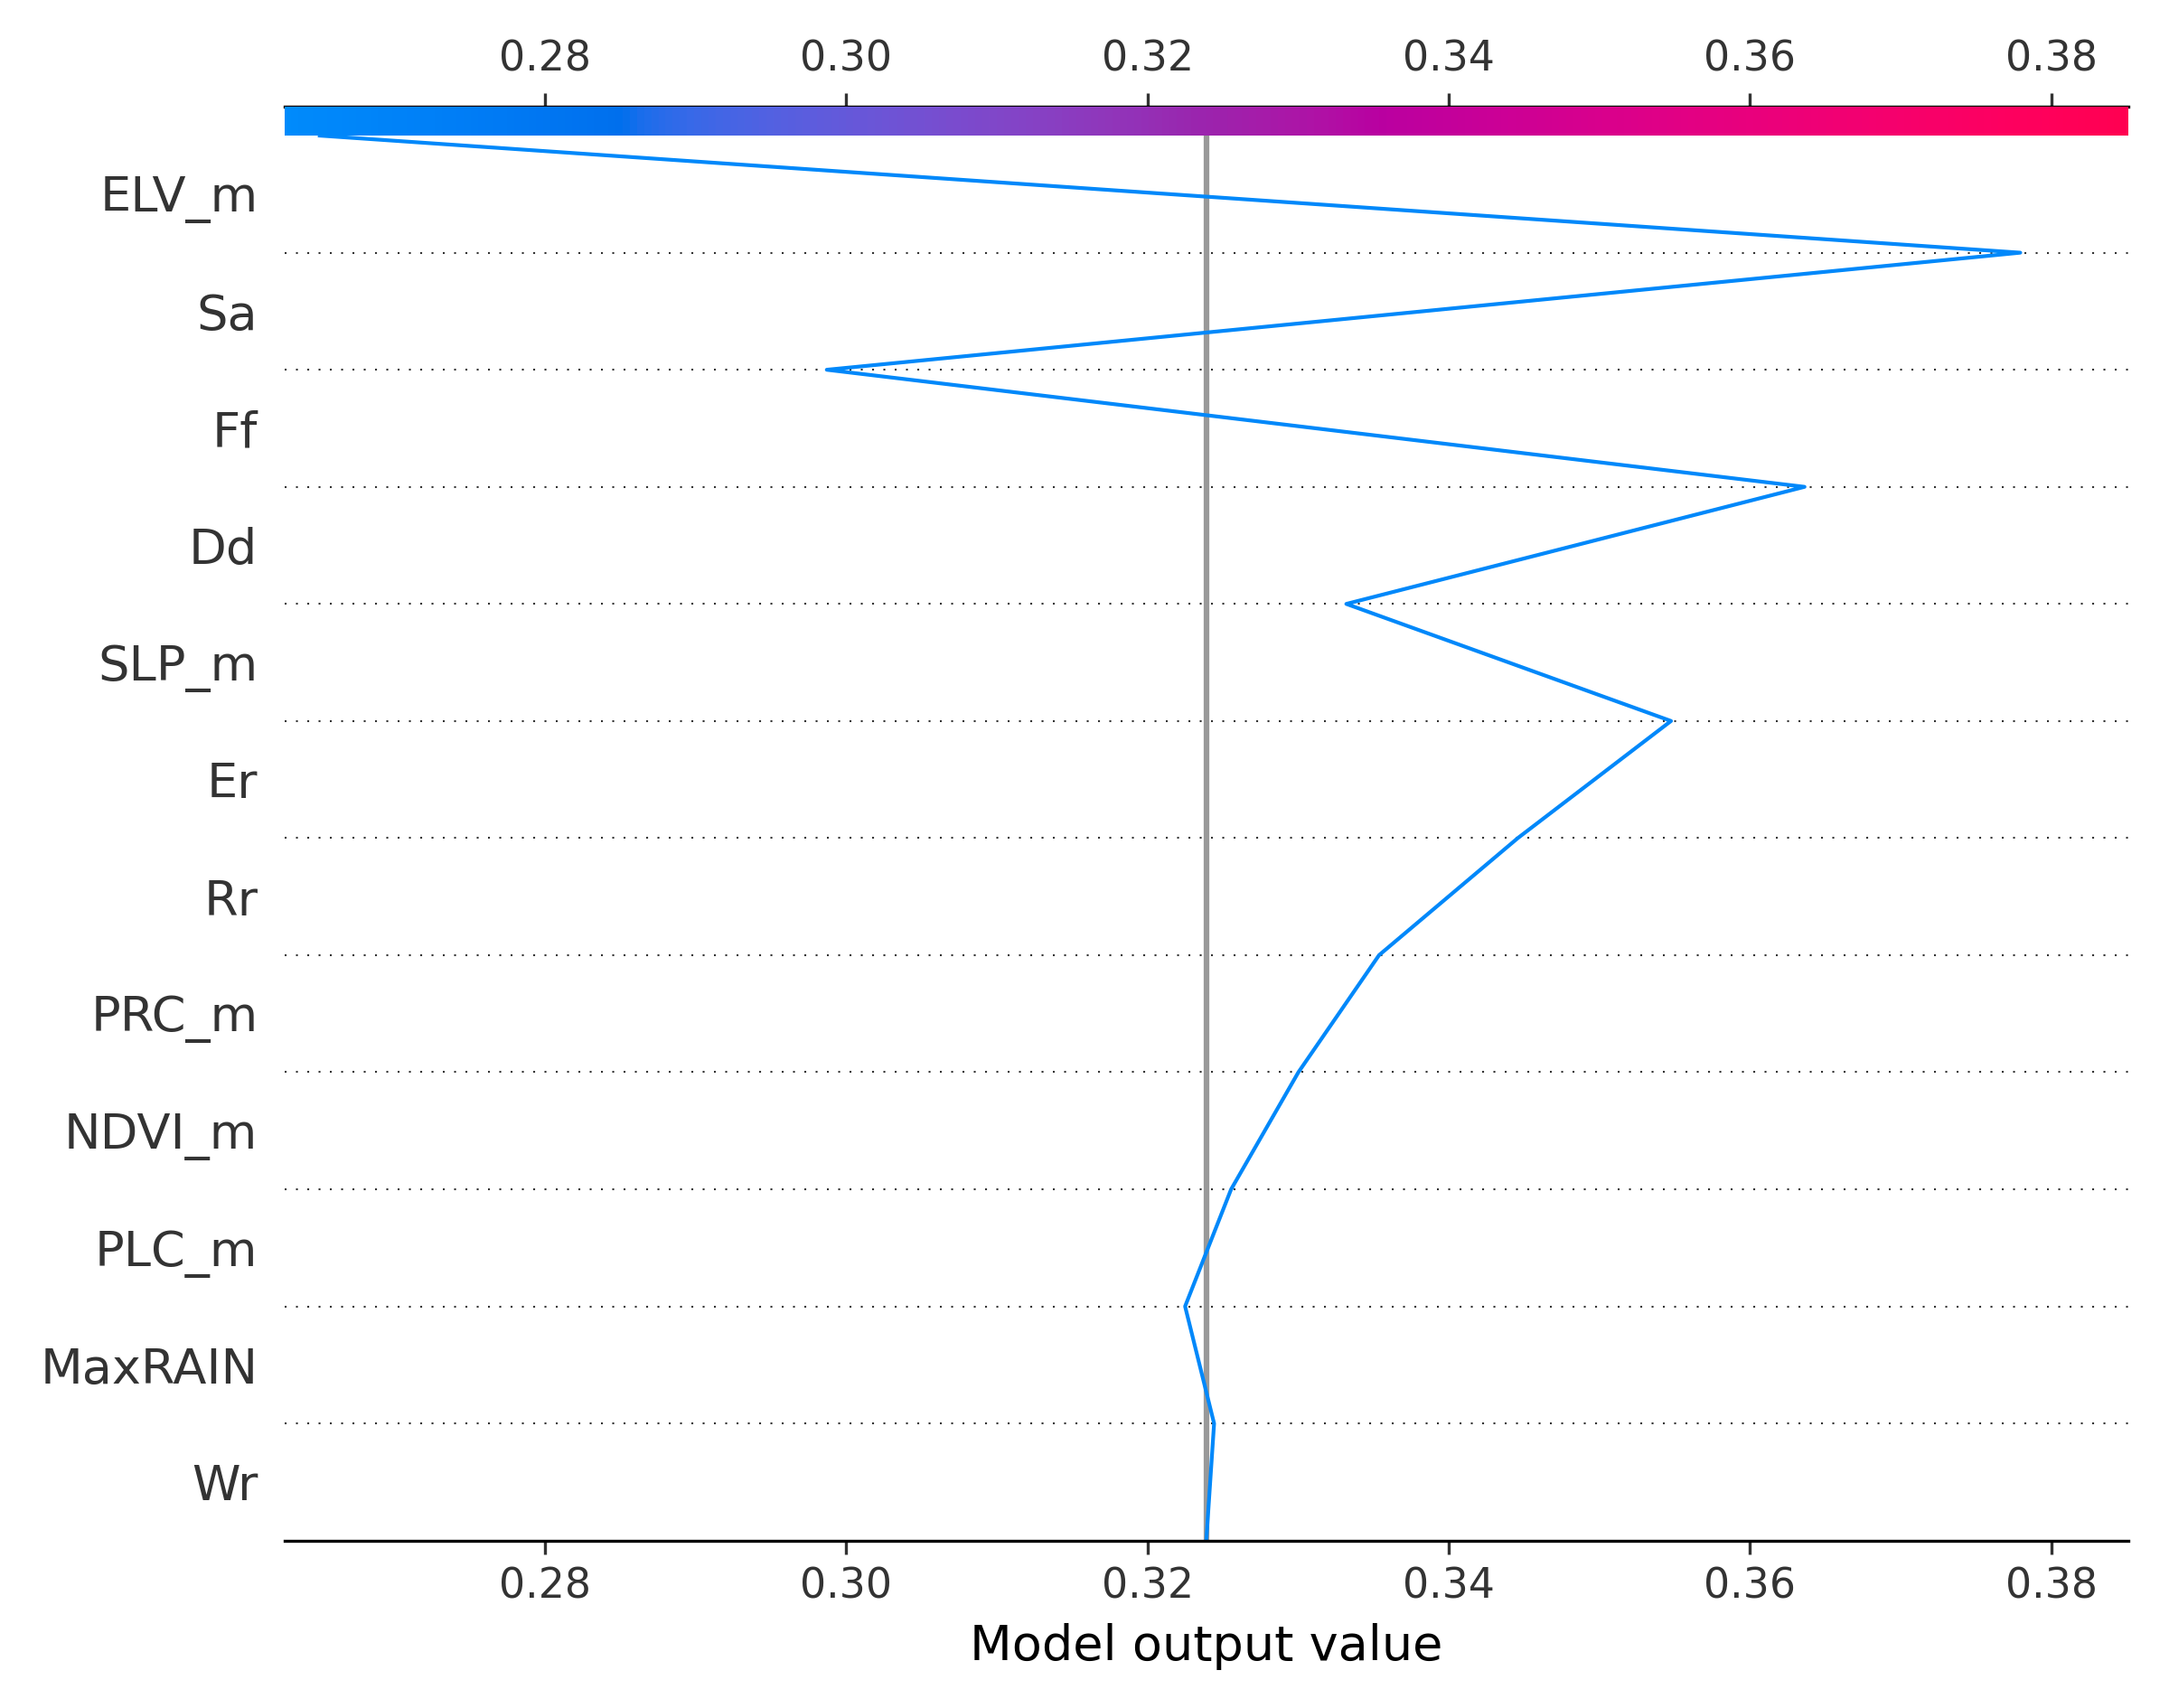 0.28 0.30 0.32 0.34 0.36 0.38
ELV_m
Sa
Ff
Dd
SLP_m
Er
Rr
PRC_m
NDVI_m
PLC_m
MaxRAIN
Wr
0.28 0.30 0.32 0.34 0.36 0.38
Model output value